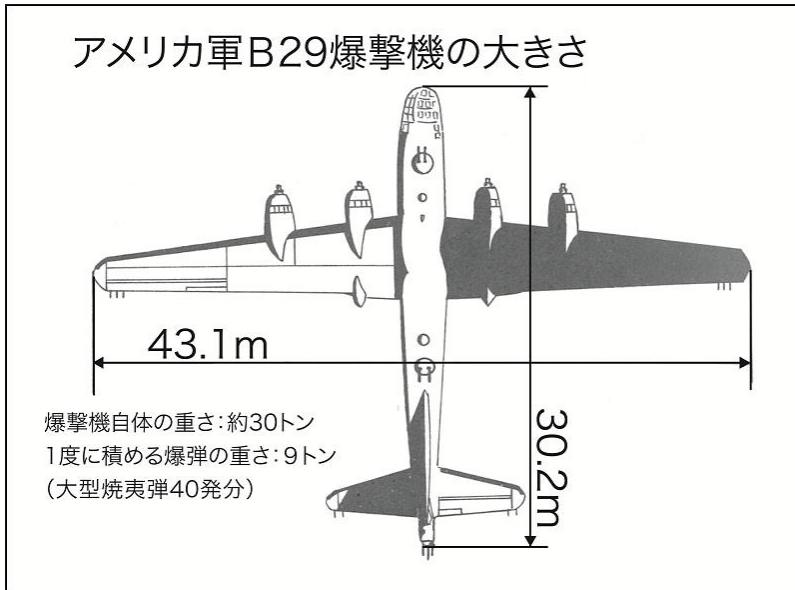 アメリカ軍B29爆撃機の大きさ
43.1m
30.2m
爆撃機自体の重さ：約30トン
1度に積める爆弾の重さ：9トン
（大型焼夷弾40発分）